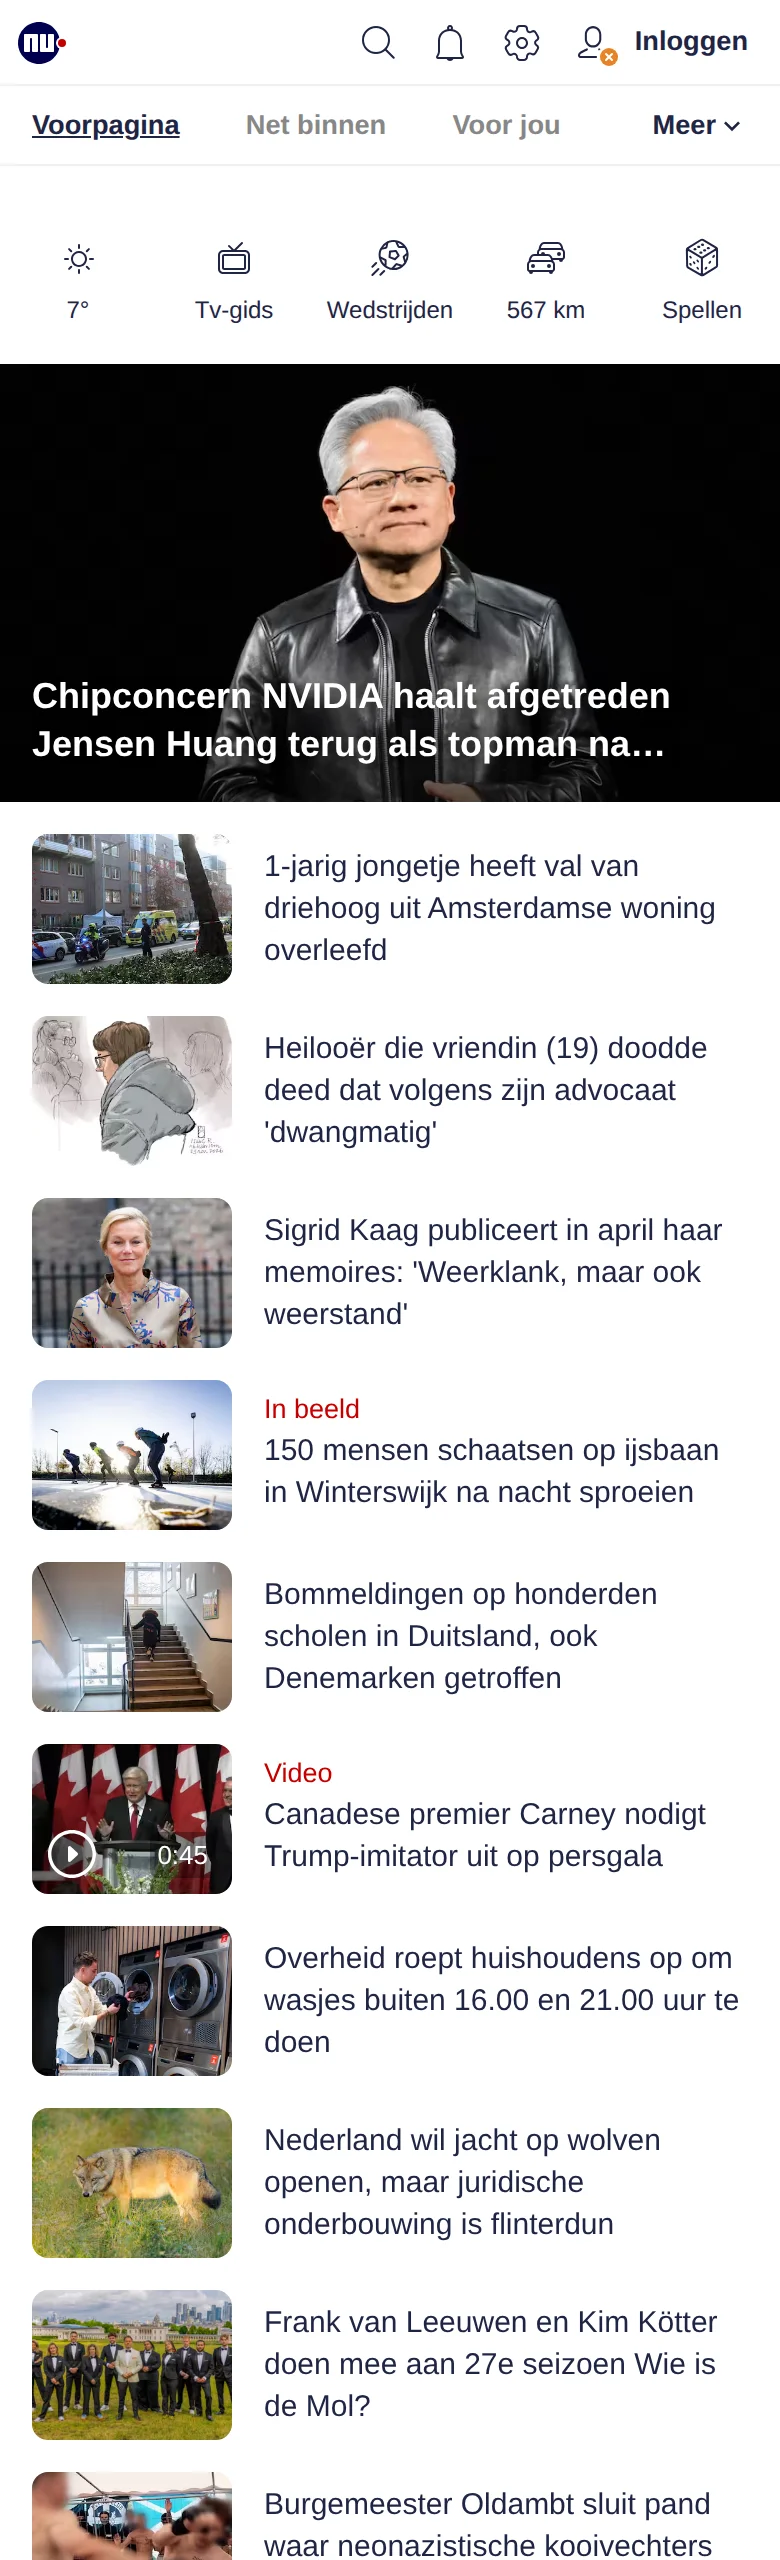 nu
Inloggen
Voorpagina
Net binnen
Voor jou
Meer
7°
Tv-gids
Wedstrijden
567 km
Spellen
Chipconcern NVIDIA haalt afgetreden
Jensen Huang terug als topman na...
1-jarig jongetje heeft val van
driehoog uit Amsterdamse woning
overleefd
Heilooër die vriendin (19) doodde
deed dat volgens zijn advocaat
'dwangmatig'
Sigrid Kaag publiceert in april haar
memoires: 'Weerklank, maar ook
weerstand'
In beeld
150 mensen schaatsen op ijsbaan
in Winterswijk na nacht sproeien
Bommeldingen op honderden
scholen in Duitsland, ook
Denemarken getroffen
0:45
Video
Canadese premier Carney nodigt
Trump-imitator uit op persgala
Overheid roept huishoudens op om
wasjes buiten 16.00 en 21.00 uur te
doen
Nederland wil jacht op wolven
openen, maar juridische
onderbouwing is flinterdun
Frank van Leeuwen en Kim Kötter
doen mee aan 27e seizoen Wie is
de Mol?
Burgemeester Oldambt sluit pand
waar neonazistische kooivechters